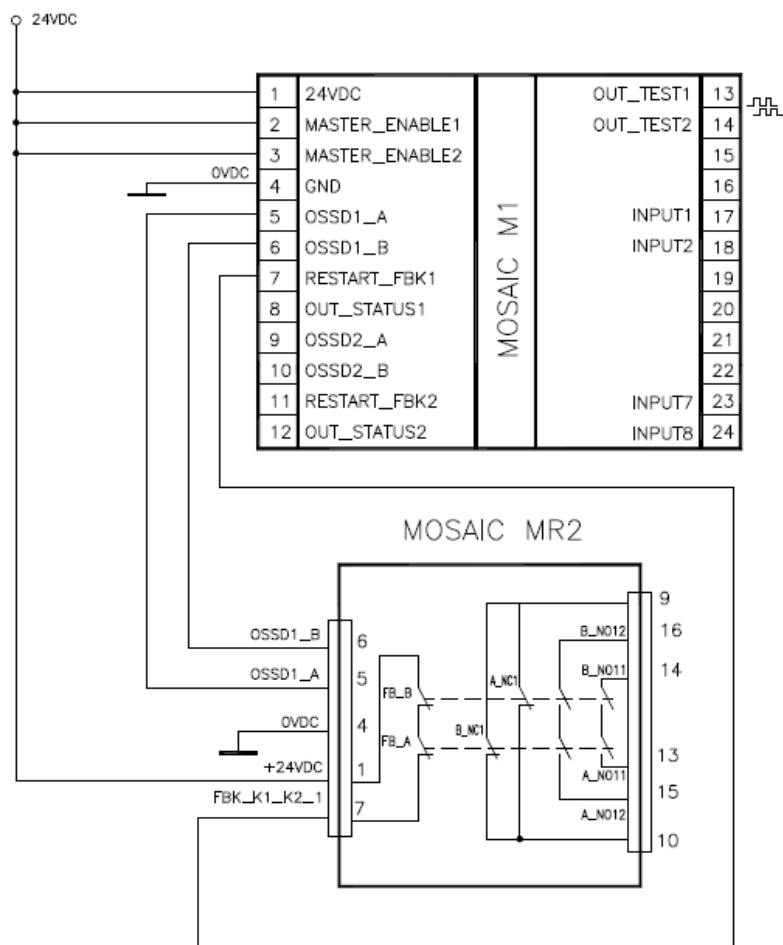 24VDC
1 24VDC
2 MASTER_ENABLE1
3 MASTER_ENABLE2
0VDC
4 GND
5 OSSD1_A
6 OSSD1_B
7 RESTART_FBK1
8 OUT_STATUS1
9 OSSD2_A
10 OSSD2_B
11 RESTART_FBK2
12 OUT_STATUS2
MOSAIC M1
OUT_TEST1 13
OUT_TEST2 14
15
16
INPUT1 17
INPUT2 18
19
20
21
22
INPUT7 23
INPUT8 24
MOSAIC MR2
OSSD1_B 6
OSSD1_A 5
0VDC 4
+24VDC 1
FBK_K1_K2_1 7
FB_B
FB_A
A_NC1
B_NC1
9
B_NO12 16
B_NO11 14
13
A_NO11
15
A_NO12
10